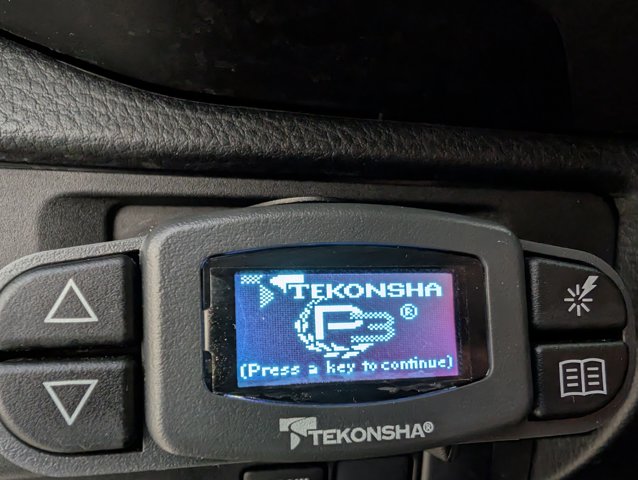 TEKONSHA
P3®
(Press a key to continue)
TEKONSHA®